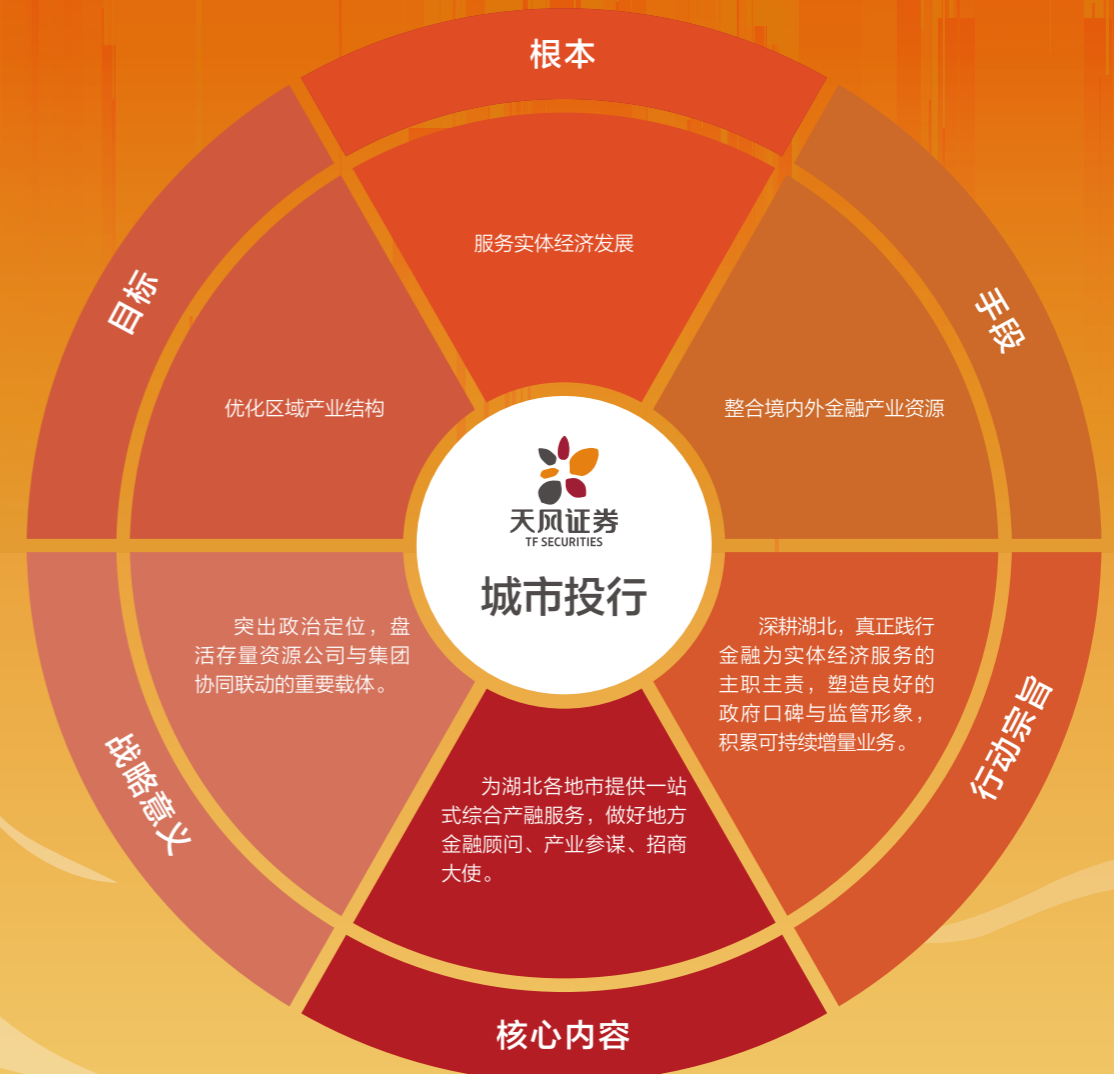 根本
服务实体经济发展
目标
优化区域产业结构
手段
整合境内外金融产业资源
天风证券
TF SECURITIES
城市投行
战略意义
突出政治定位，盘
活存量资源公司与集团
协同联动的重要载体。
行动宗旨
深耕湖北，真正践行
金融为实体经济服务的
主职主责，塑造良好的
政府口碑与监管形象，
积累可持续增量业务。
为湖北各地市提供一站
式综合产融服务，做好地方
金融顾问、产业参谋、招商
大使。
核心内容